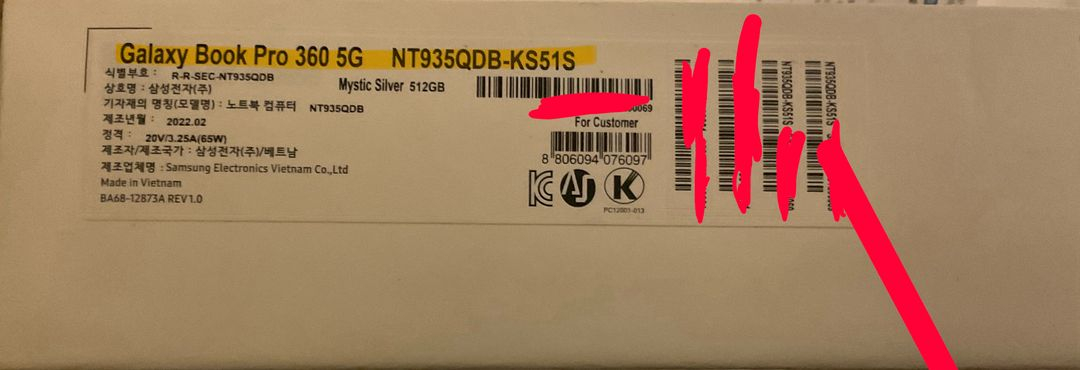 Galaxy Book Pro 360 5G NT935QDB-KS51S
식별부호 : R-R-SEC-NT935QDB
상호명 : 삼성전자(주)
Mystic Silver 512GB
기자재의 명칭(모델명) : 노트북 컴퓨터 NT935QDB
제조년월 : 2022.02
For Customer
정격 : 20V/3.25A(65W)
제조자/제조국가 : 삼성전자(주)/베트남
8 806094 076097
제조업체명 : Samsung Electronics Vietnam Co.,Ltd
Made in Vietnam
BA68-12873A REV 1.0
PC12001-013
NT935QDB-KS51S
NT935QDB-KS51S